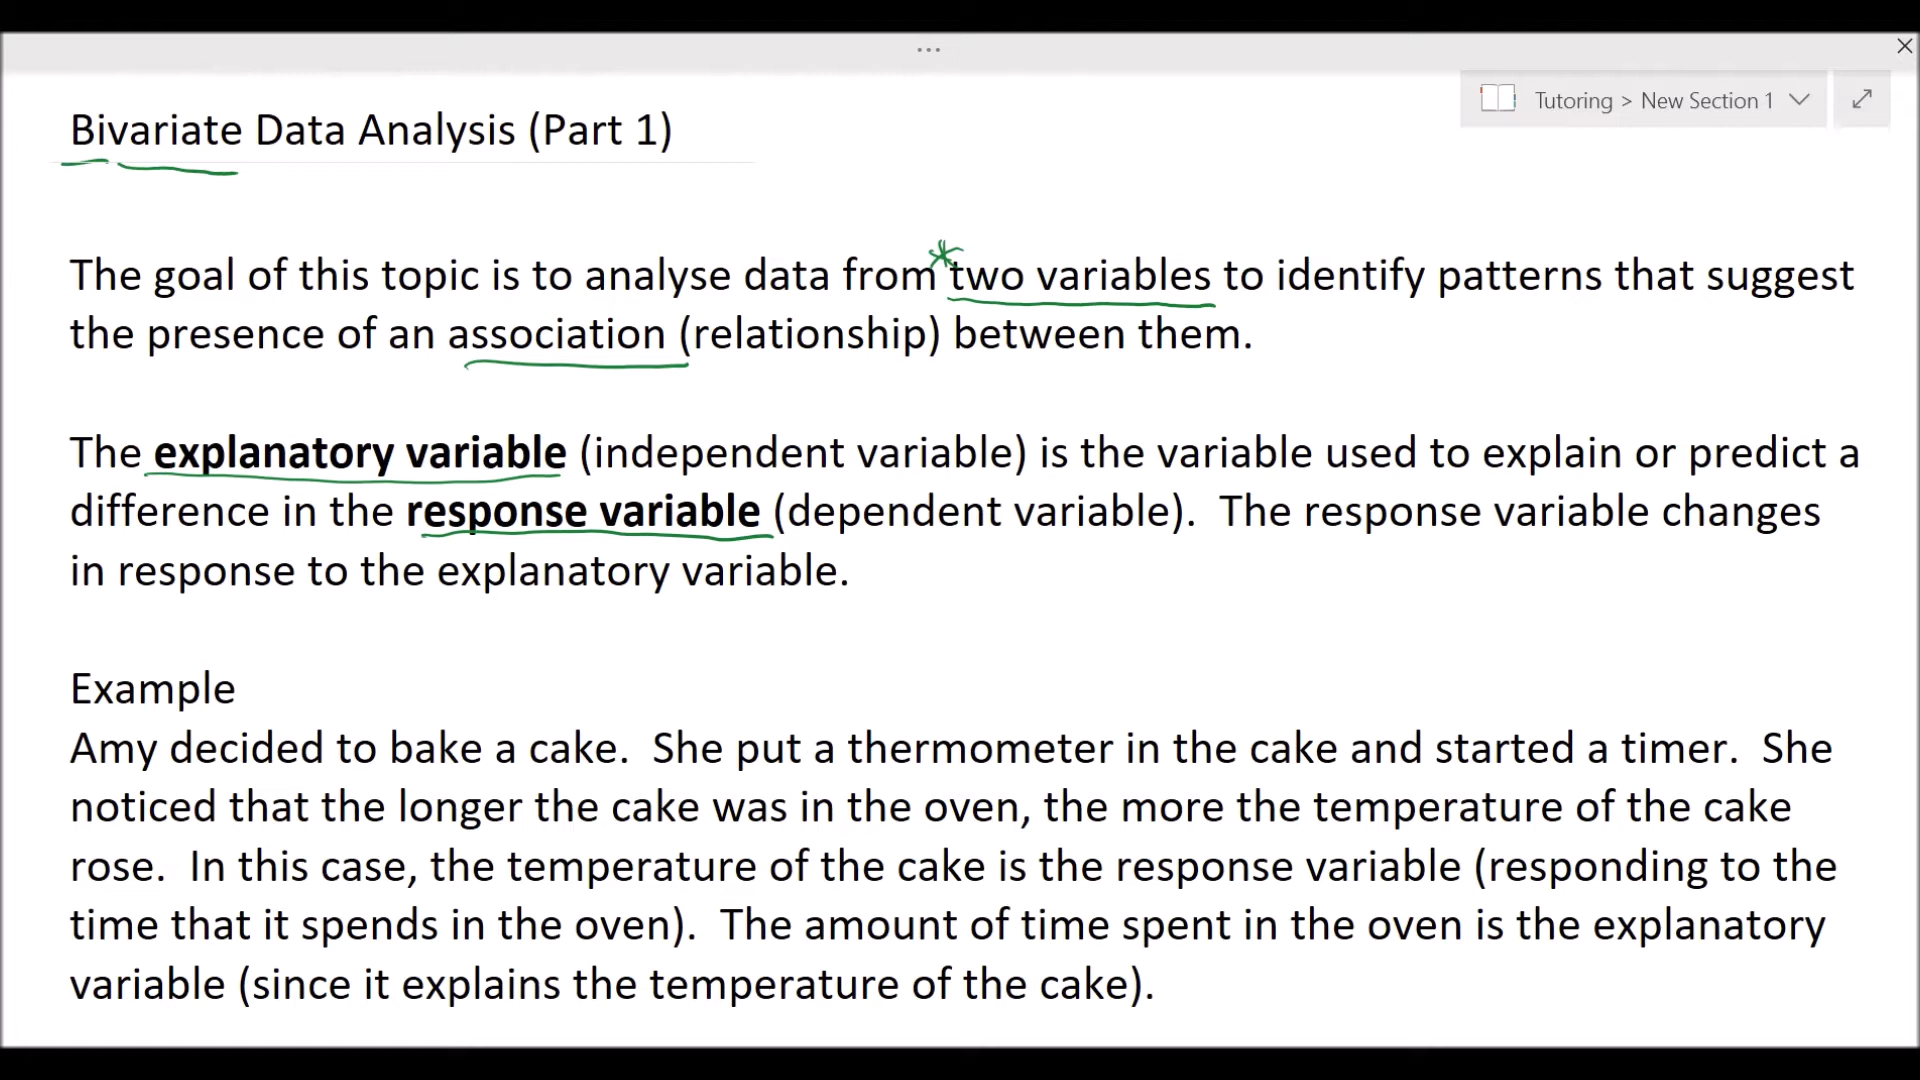 ...
Tutoring > New Section 1
Bivariate Data Analysis (Part 1)
The goal of this topic is to analyse data from *two variables to identify patterns that suggest
the presence of an association (relationship) between them.
The explanatory variable (independent variable) is the variable used to explain or predict a
difference in the response variable (dependent variable).  The response variable changes
in response to the explanatory variable.
Example
Amy decided to bake a cake.  She put a thermometer in the cake and started a timer.  She
noticed that the longer the cake was in the oven, the more the temperature of the cake
rose.  In this case, the temperature of the cake is the response variable (responding to the
time that it spends in the oven).  The amount of time spent in the oven is the explanatory
variable (since it explains the temperature of the cake).